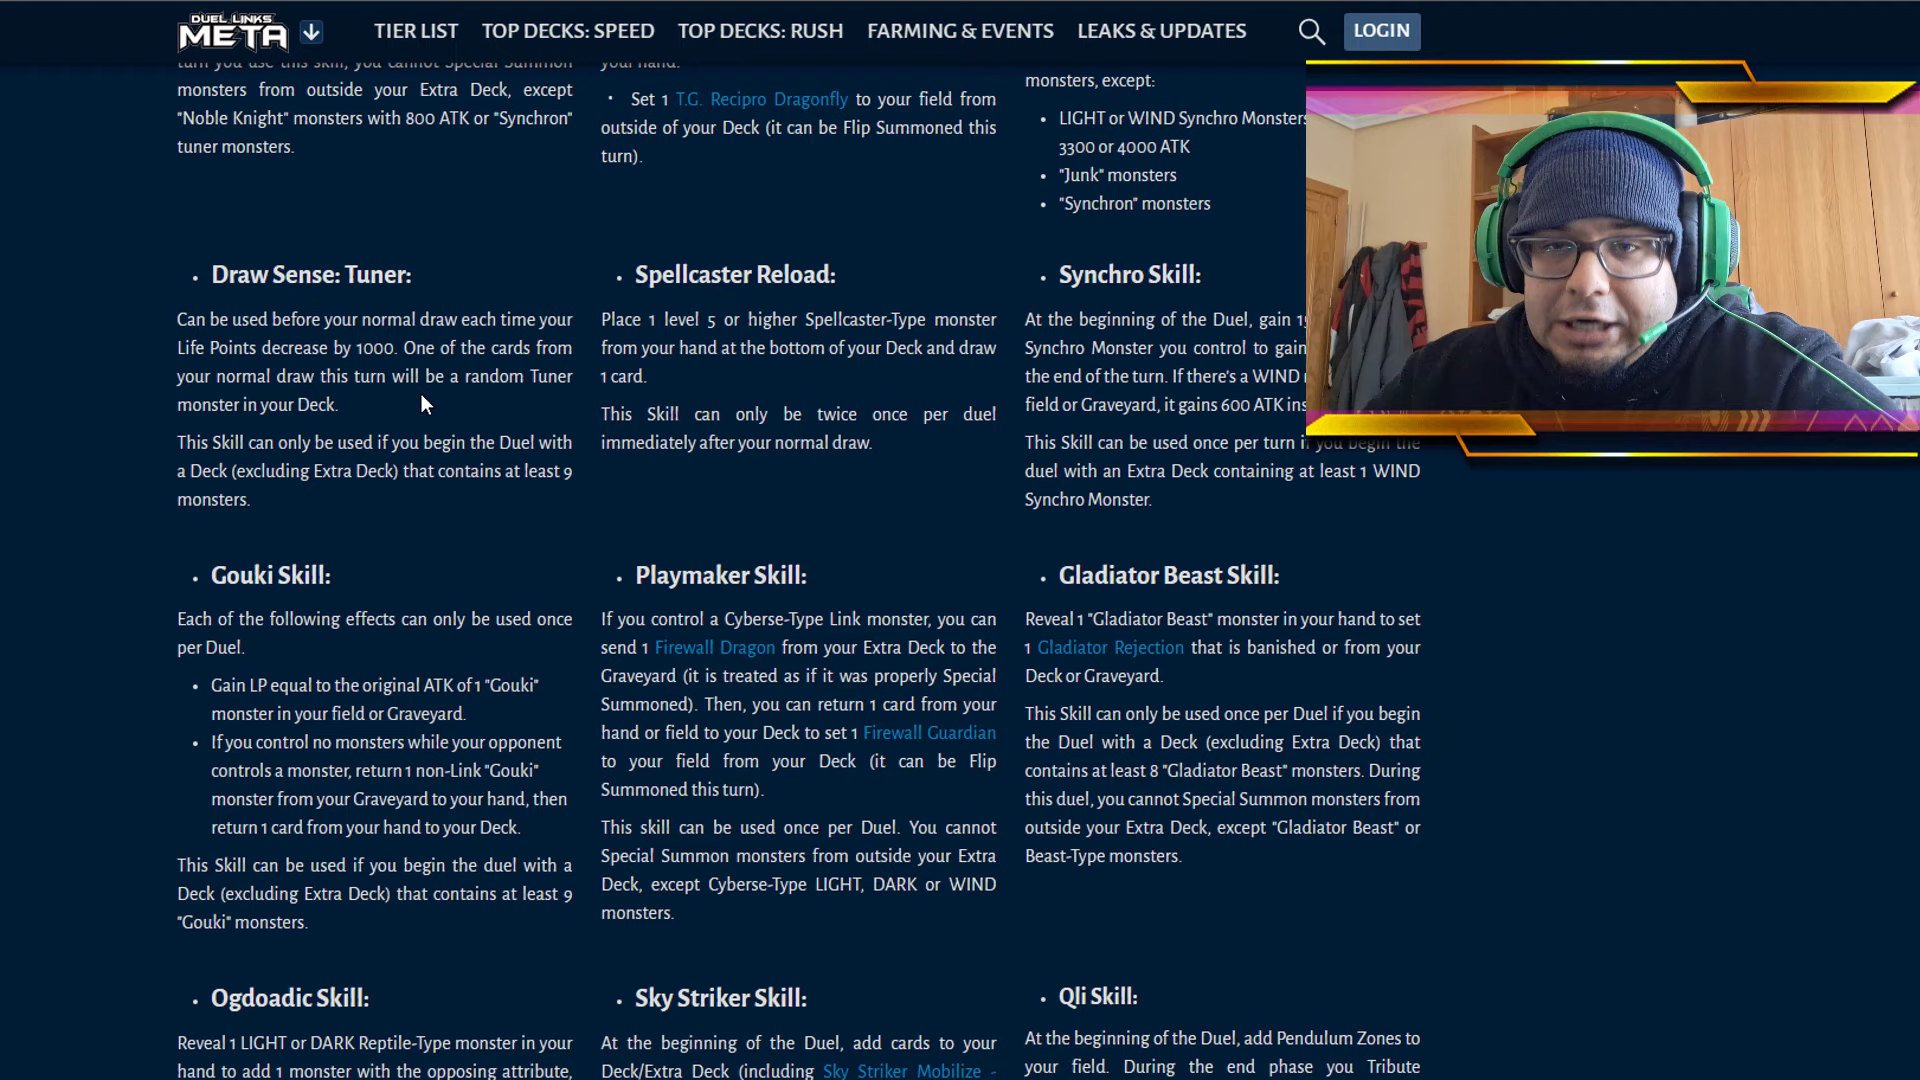 DUEL LINKS
META
TIER LIST
TOP DECKS: SPEED
TOP DECKS: RUSH
FARMING & EVENTS
LEAKS & UPDATES
LOGIN
turn you use this skill, you cannot Special Summon
monsters from outside your Extra Deck, except
"Noble Knight" monsters with 800 ATK or "Synchron"
tuner monsters.
your hand.
• Set 1 T.G. Recipro Dragonfly to your field from
outside of your Deck (it can be Flip Summoned this
turn).
monsters, except:
• LIGHT or WIND Synchro Monsters
3300 or 4000 ATK
• "Junk" monsters
• "Synchron" monsters
• Draw Sense: Tuner:
Can be used before your normal draw each time your
Life Points decrease by 1000. One of the cards from
your normal draw this turn will be a random Tuner
monster in your Deck.
This Skill can only be used if you begin the Duel with
a Deck (excluding Extra Deck) that contains at least 9
monsters.
• Spellcaster Reload:
Place 1 level 5 or higher Spellcaster-Type monster
from your hand at the bottom of your Deck and draw
1 card.
This Skill can only be twice once per duel
immediately after your normal draw.
• Synchro Skill:
At the beginning of the Duel, gain
Synchro Monster you control to gain
the end of the turn. If there's a WIND
field or Graveyard, it gains 600 ATK
This Skill can be used once per turn if you begin the
duel with an Extra Deck containing at least 1 WIND
Synchro Monster.
• Gouki Skill:
Each of the following effects can only be used once
per Duel.
• Gain LP equal to the original ATK of 1 "Gouki"
monster in your field or Graveyard.
• If you control no monsters while your opponent
controls a monster, return 1 non-Link "Gouki"
monster from your Graveyard to your hand, then
return 1 card from your hand to your Deck.
This Skill can be used if you begin the duel with a
Deck (excluding Extra Deck) that contains at least 9
"Gouki" monsters.
• Playmaker Skill:
If you control a Cyberse-Type Link monster, you can
send 1 Firewall Dragon from your Extra Deck to the
Graveyard (it is treated as if it was properly Special
Summoned). Then, you can return 1 card from your
hand or field to your Deck to set 1 Firewall Guardian
to your field from your Deck (it can be Flip
Summoned this turn).
This skill can be used once per Duel. You cannot
Special Summon monsters from outside your Extra
Deck, except Cyberse-Type LIGHT, DARK or WIND
monsters.
• Gladiator Beast Skill:
Reveal 1 "Gladiator Beast" monster in your hand to set
1 Gladiator Rejection that is banished or from your
Deck or Graveyard.
This Skill can only be used once per Duel if you begin
the Duel with a Deck (excluding Extra Deck) that
contains at least 8 "Gladiator Beast" monsters. During
this duel, you cannot Special Summon monsters from
outside your Extra Deck, except "Gladiator Beast" or
Beast-Type monsters.
• Ogdoadic Skill:
Reveal 1 LIGHT or DARK Reptile-Type monster in your
hand to add 1 monster with the opposing attribute,
• Sky Striker Skill:
At the beginning of the Duel, add cards to your
Deck/Extra Deck (including Sky Striker Mobilize -
• Qli Skill:
At the beginning of the Duel, add Pendulum Zones to
your field. During the end phase you Tribute